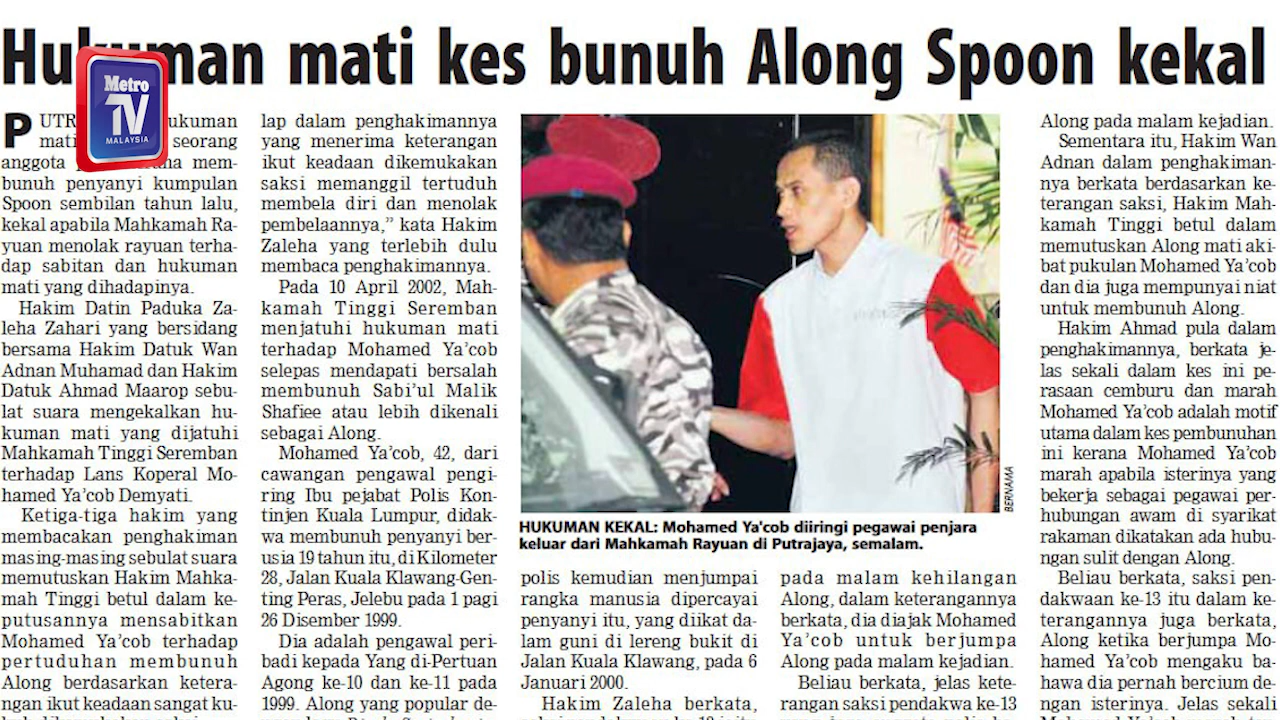 Hukuman mati kes bunuh Along Spoon kekal
Metro
TV
MALAYSIA
PUTR hukuman
mati seorang
anggota mem-
bunuh penyanyi kumpulan
Spoon sembilan tahun lalu,
kekal apabila Mahkamah Ra-
yuan menolak rayuan terha-
dap sabitan dan hukuman
mati yang dihadapinya.
Hakim Datin Paduka Za-
leha Zahari yang bersidang
bersama Hakim Datuk Wan
Adnan Muhamad dan Hakim
Datuk Ahmad Maarop sebu-
lat suara mengekalkan hu-
kuman mati yang dijatuhi
Mahkamah Tinggi Seremban
terhadap Lans Koperal Mo-
hamed Ya’cob Demyati.
Ketiga-tiga hakim yang
membacakan penghakiman
masing-masing sebulat suara
memutuskan Hakim Mahka-
mah Tinggi betul dalam ke-
putusannya mensabitkan
Mohamed Ya’cob terhadap
pertuduhan membunuh
Along berdasarkan ketera-
ngan ikut keadaan sangat ku-
lap dalam penghakimannya
yang menerima keterangan
ikut keadaan dikemukakan
saksi memanggil tertuduh
membela diri dan menolak
pembelaannya,” kata Hakim
Zaleha yang terlebih dulu
membaca penghakimannya.
Pada 10 April 2002, Mah-
kamah Tinggi Seremban
menjatuhi hukuman mati
terhadap Mohamed Ya’cob
selepas mendapati bersalah
membunuh Sabi’ul Malik
Shafiee atau lebih dikenali
sebagai Along.
Mohamed Ya’cob, 42, dari
cawangan pengawal pengi-
ring Ibu pejabat Polis Kon-
tinjen Kuala Lumpur, didak-
wa membunuh penyanyi ber-
usia 19 tahun itu, di Kilometer
28, Jalan Kuala Klawang-Gen-
ting Peras, Jelebu pada 1 pagi
26 Disember 1999.
Dia adalah pengawal peri-
badi kepada Yang di-Pertuan
Agong ke-10 dan ke-11 pada
1999. Along yang popular de-
BERNAMA
HUKUMAN KEKAL: Mohamed Ya'cob diiringi pegawai penjara
keluar dari Mahkamah Rayuan di Putrajaya, semalam.
polis kemudian menjumpai
rangka manusia dipercayai
penyanyi itu, yang diikat da-
lam guni di lereng bukit di
Jalan Kuala Klawang, pada 6
Januari 2000.
Hakim Zaleha berkata,
pada malam kehilangan
Along, dalam keterangannya
berkata, dia diajak Mohamed
Ya’cob untuk berjumpa
Along pada malam kejadian.
Beliau berkata, jelas kete-
rangan saksi pendakwa ke-13
Along pada malam kejadian.
Sementara itu, Hakim Wan
Adnan dalam penghakiman-
nya berkata berdasarkan ke-
terangan saksi, Hakim Mah-
kamah Tinggi betul dalam
memutuskan Along mati aki-
bat pukulan Mohamed Ya’cob
dan dia juga mempunyai niat
untuk membunuh Along.
Hakim Ahmad pula dalam
penghakimannya, berkata je-
las sekali dalam kes ini pe-
rasaan cemburu dan marah
Mohamed Ya’cob adalah motif
utama dalam kes pembunuhan
ini kerana Mohamed Ya’cob
marah apabila isterinya yang
bekerja sebagai pegawai per-
hubungan awam di syarikat
rakaman dikatakan ada hubu-
ngan sulit dengan Along.
Beliau berkata, saksi pen-
dakwaan ke-13 itu dalam ke-
terangannya juga berkata,
Along ketika berjumpa Mo-
hamed Ya’cob mengaku ba-
hawa dia pernah bercium de-
ngan isterinya. Jelas sekali